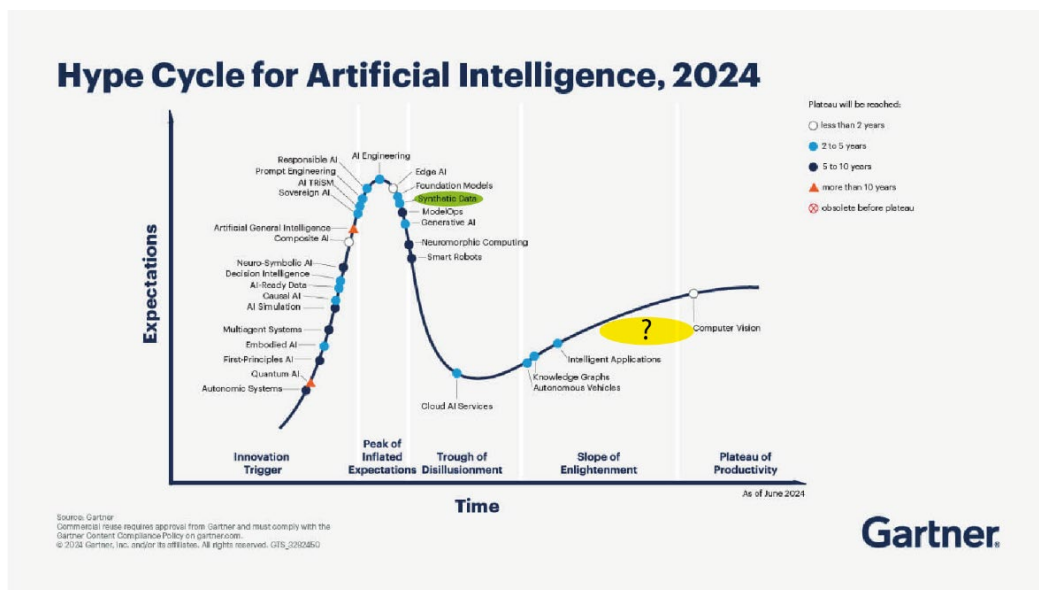 Hype Cycle for Artificial Intelligence, 2024
Plateau will be reached:
less than 2 years
2 to 5 years
5 to 10 years
more than 10 years
obsolete before plateau
Expectations
AI Engineering
Responsible AI
Prompt Engineering
AI TRiSM
Sovereign AI
Artificial General Intelligence
Composite AI
Neuro-Symbolic AI
Decision Intelligence
AI-Ready Data
Causal AI
AI Simulation
Multiagent Systems
Embodied AI
First-Principles AI
Quantum AI
Autonomic Systems
Edge AI
Foundation Models
Synthetic Data
ModelOps
Generative AI
Neuromorphic Computing
Smart Robots
Cloud AI Services
Knowledge Graphs
Autonomous Vehicles
Intelligent Applications
?
Computer Vision
Innovation
Trigger
Peak of
Inflated
Expectations
Trough of
Disillusionment
Slope of
Enlightenment
Plateau of
Productivity
Time
As of June 2024
Source: Gartner
Commercial reuse requires approval from Gartner and must comply with the
Gartner Content Compliance Policy on gartner.com.
© 2024 Gartner, Inc. and/or its affiliates. All rights reserved. GTS_3282450
Gartner®